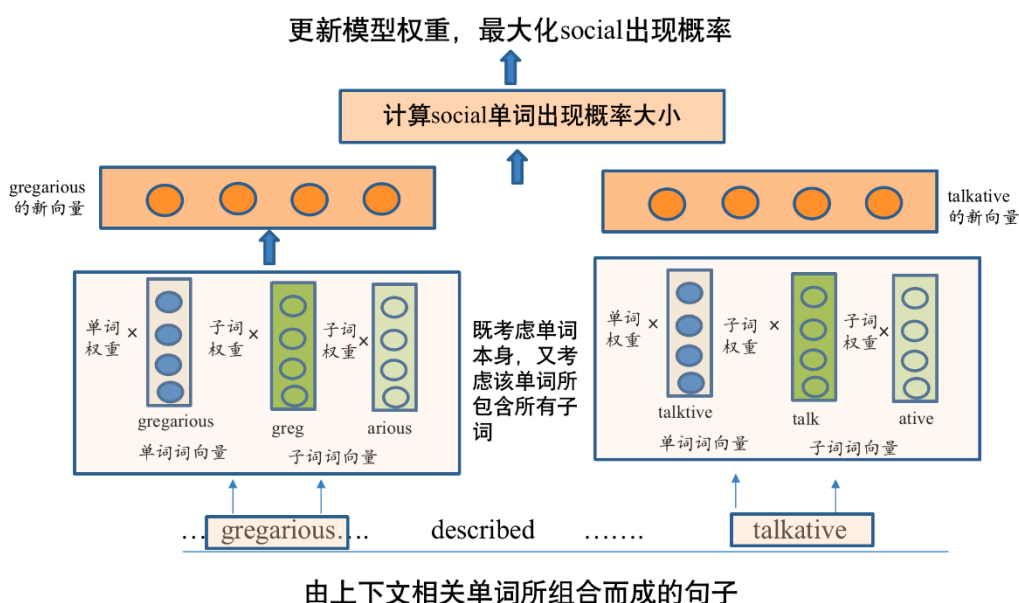 更新模型权重，最大化social出现概率
计算social单词出现概率大小
gregarious
的新向量
talkative
的新向量
单词
权重
×
子词
权重
×
子词
权重
×
gregarious
greg
arious
单词词向量
子词词向量
既考虑单词
本身，又考
虑该单词所
包含所有子
词
单词
权重
×
子词
权重
×
子词
权重
×
talktive
talk
ative
单词词向量
子词词向量
… gregarious…. described ……. talkative
由上下文相关单词所组合而成的句子